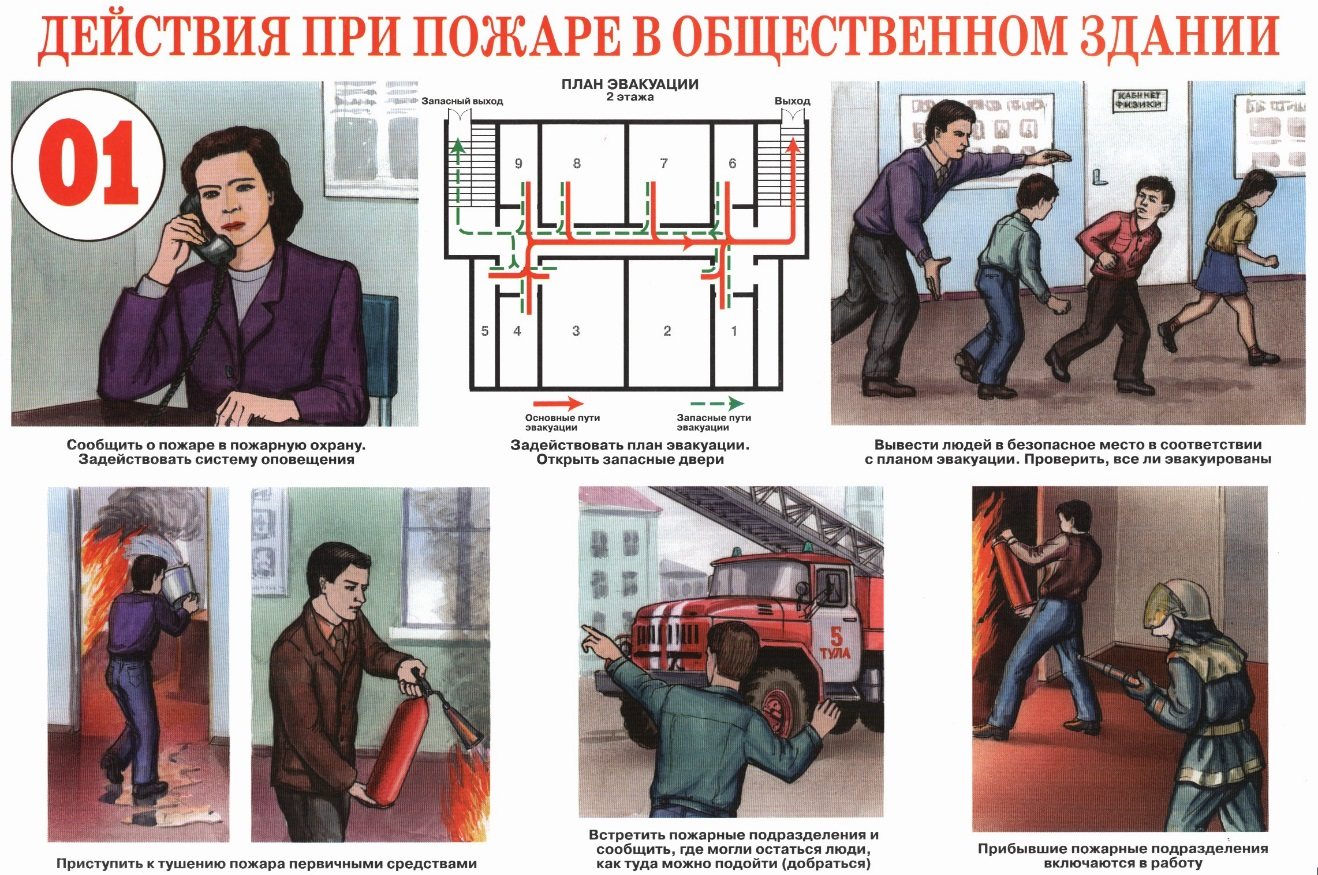 ДЕЙСТВИЯ ПРИ ПОЖАРЕ В ОБЩЕСТВЕННОМ ЗДАНИИ
01
Сообщить о пожаре в пожарную охрану.
Задействовать систему оповещения
ПЛАН ЭВАКУАЦИИ
2 этажа
Запасный выход
Выход
9
8
7
6
5
4
3
2
1
Основные пути
эвакуации
Запасные пути
эвакуации
Задействовать план эвакуации.
Открыть запасные двери
КАБИНЕТ
ФИЗИКИ
Вывести людей в безопасное место в соответствии
с планом эвакуации. Проверить, все ли эвакуированы
Приступить к тушению пожара первичными средствами
5
ТУЛА
Встретить пожарные подразделения и
сообщить, где могли остаться люди,
как туда можно подойти (добраться)
Прибывшие пожарные подразделения
включаются в работу